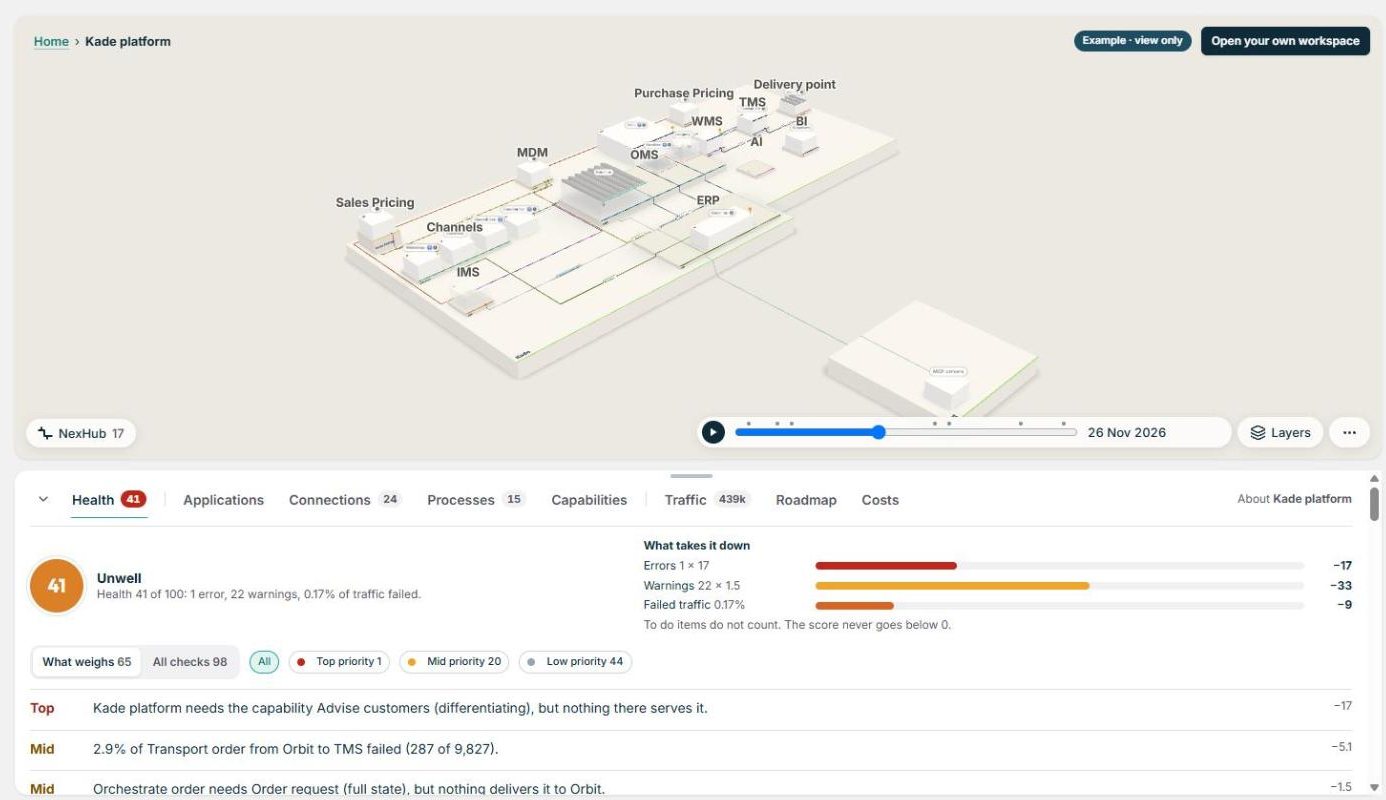 Home › Kade platform
Example · view only
Open your own workspace
Delivery point
Purchase Pricing
TMS
WMS
BI
AI
OMS
MDM
ERP
Sales Pricing
Channels
IMS
Kade
NexHub 17
26 Nov 2026
Layers
Health 41
Applications
Connections 24
Processes 15
Capabilities
Traffic 439k
Roadmap
Costs
About Kade platform
41
Unwell
Health 41 of 100: 1 error, 22 warnings, 0.17% of traffic failed.
What takes it down
Errors 1 × 17 −17
Warnings 22 × 1.5 −33
Failed traffic 0.17% −9
To do items do not count. The score never goes below 0.
What weighs 65
All checks 98
All
Top priority 1
Mid priority 20
Low priority 44
Top Kade platform needs the capability Advise customers (differentiating), but nothing there serves it. −17
Mid 2.9% of Transport order from Orbit to TMS failed (287 of 9,827). −5.1
Mid Orchestrate order needs Order request (full state), but nothing delivers it to Orbit. −1.5